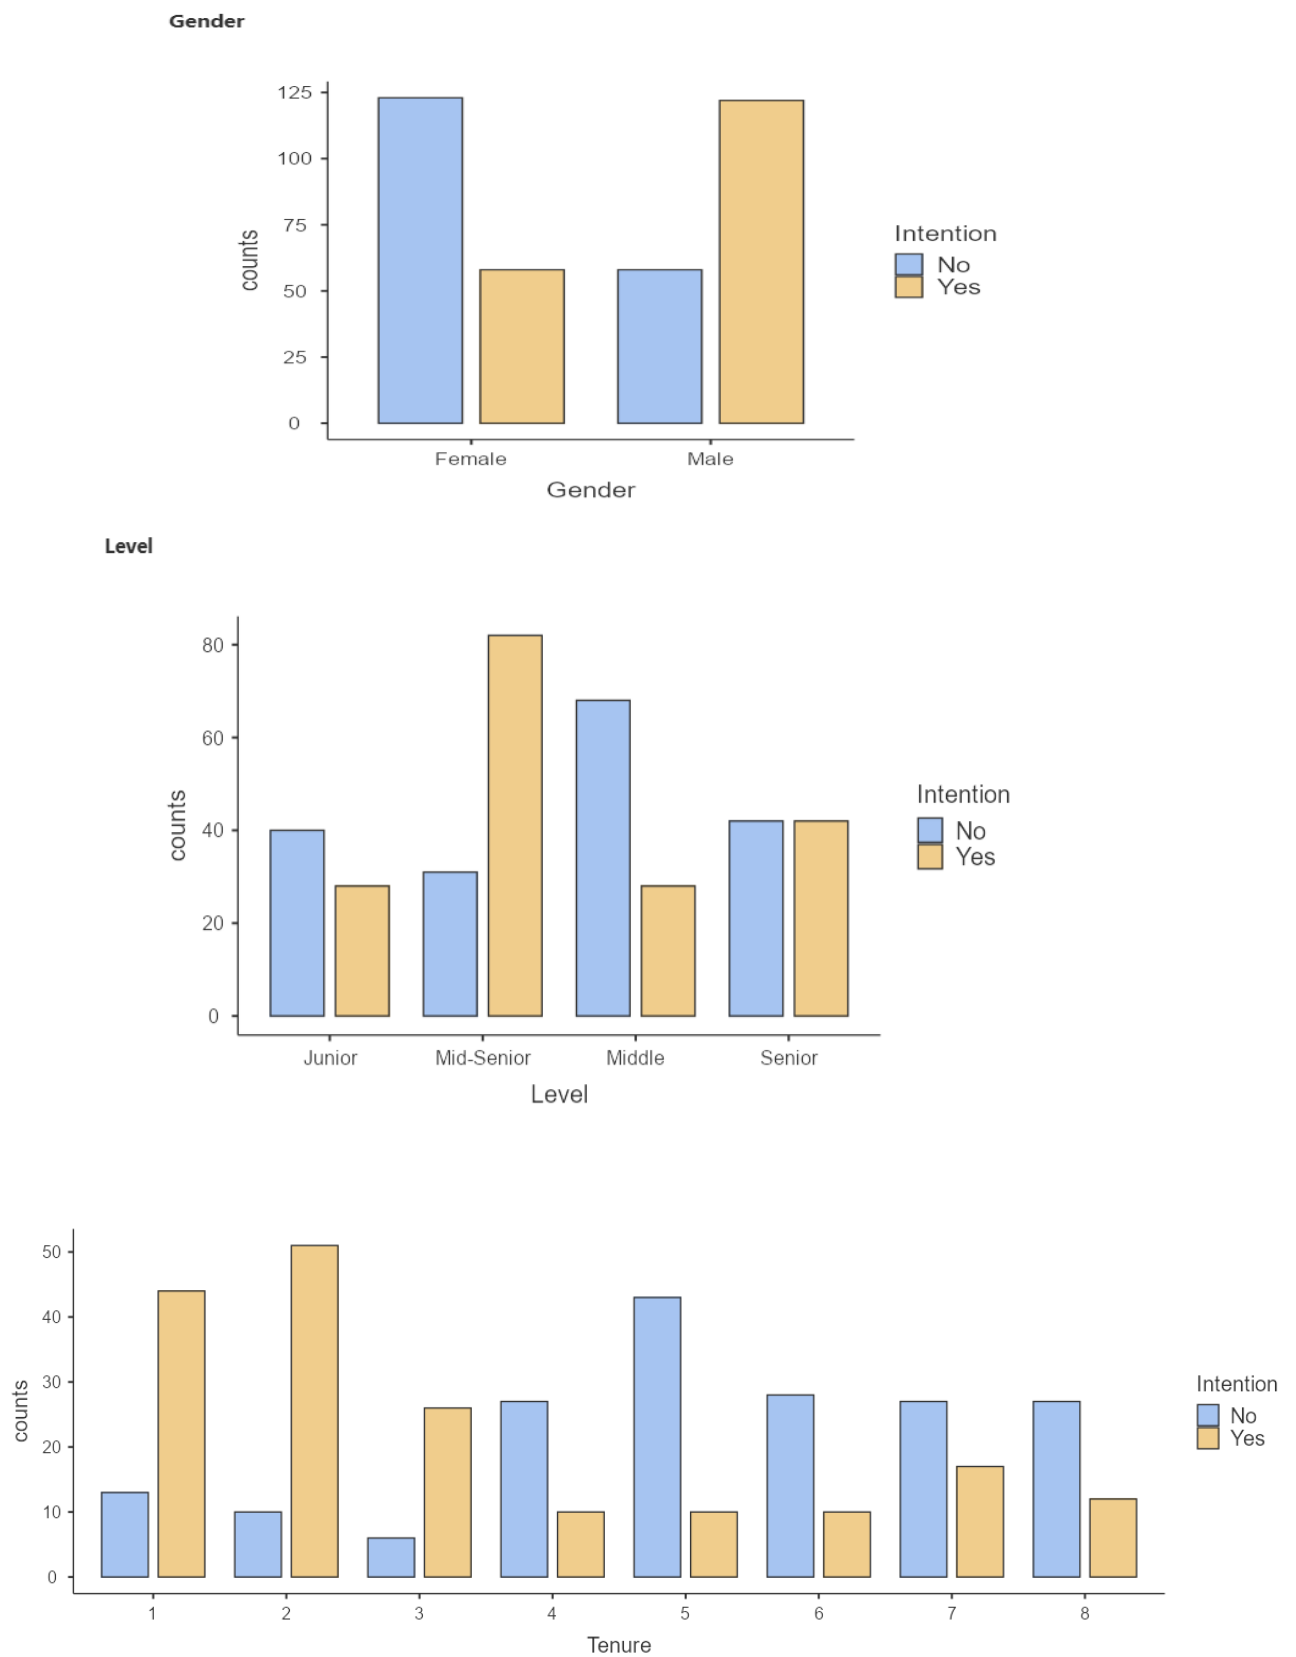 Gender
125
100
75
50
25
0
counts
Female Male
Gender
Intention
No
Yes
Level
80
60
40
20
0
counts
Junior Mid-Senior Middle Senior
Level
Intention
No
Yes
50
40
30
20
10
0
counts
1 2 3 4 5 6 7 8
Tenure
Intention
No
Yes